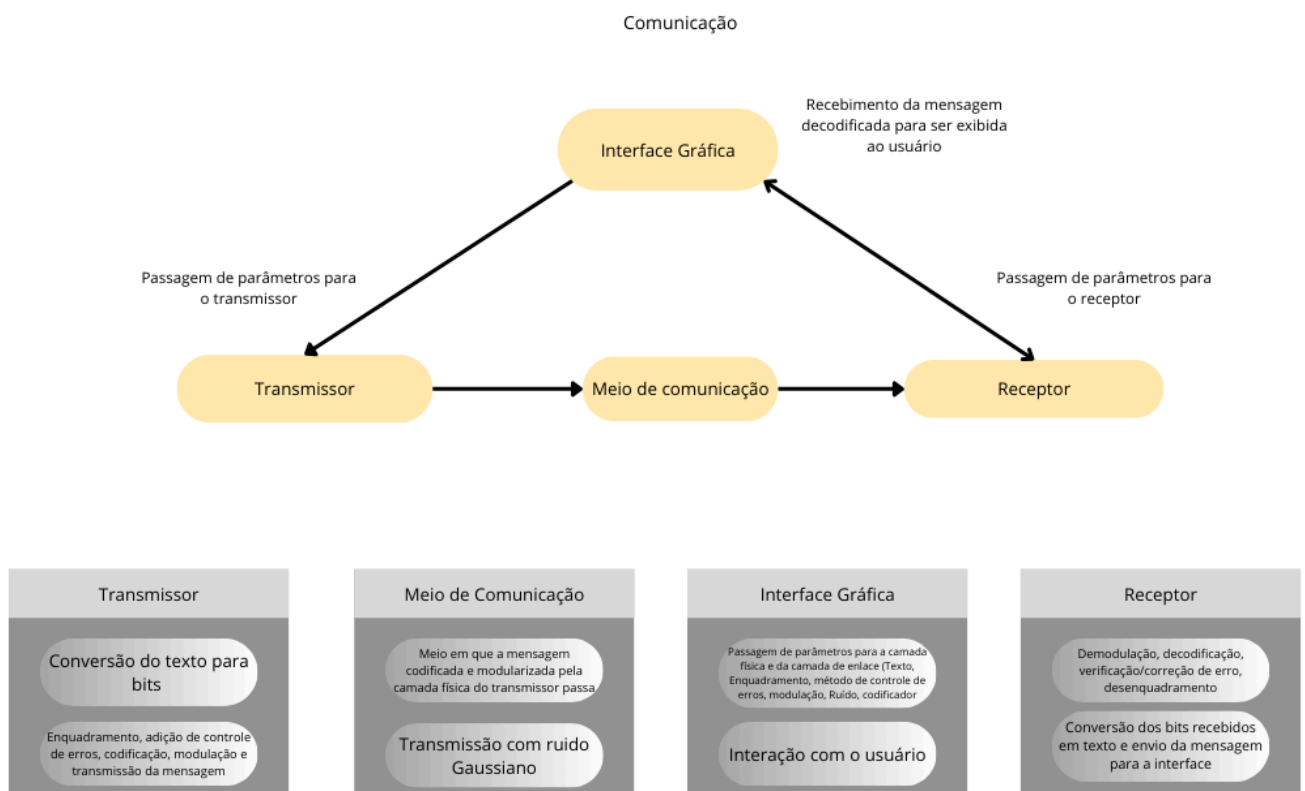 Comunicação
Recebimento da mensagem
decodificada para ser exibida
ao usuário
Interface Gráfica
Passagem de parâmetros para
o transmissor
Passagem de parâmetros para
o receptor
Transmissor
Meio de comunicação
Receptor
Transmissor
Conversão do texto para
bits
Enquadramento, adição de controle
de erros, codificação, modulação e
transmissão da mensagem
Meio de Comunicação
Meio em que a mensagem
codificada e modularizada pela
camada física do transmissor passa
Transmissão com ruido
Gaussiano
Interface Gráfica
Passagem de parâmetros para a camada
física e da camada de enlace (Texto,
Enquadramento, método de controle de
erros, modulação, Ruído, codificador
Interação com o usuário
Receptor
Demodulação, decodificação,
verificação/correção de erro,
desenquadramento
Conversão dos bits recebidos
em texto e envio da mensagem
para a interface